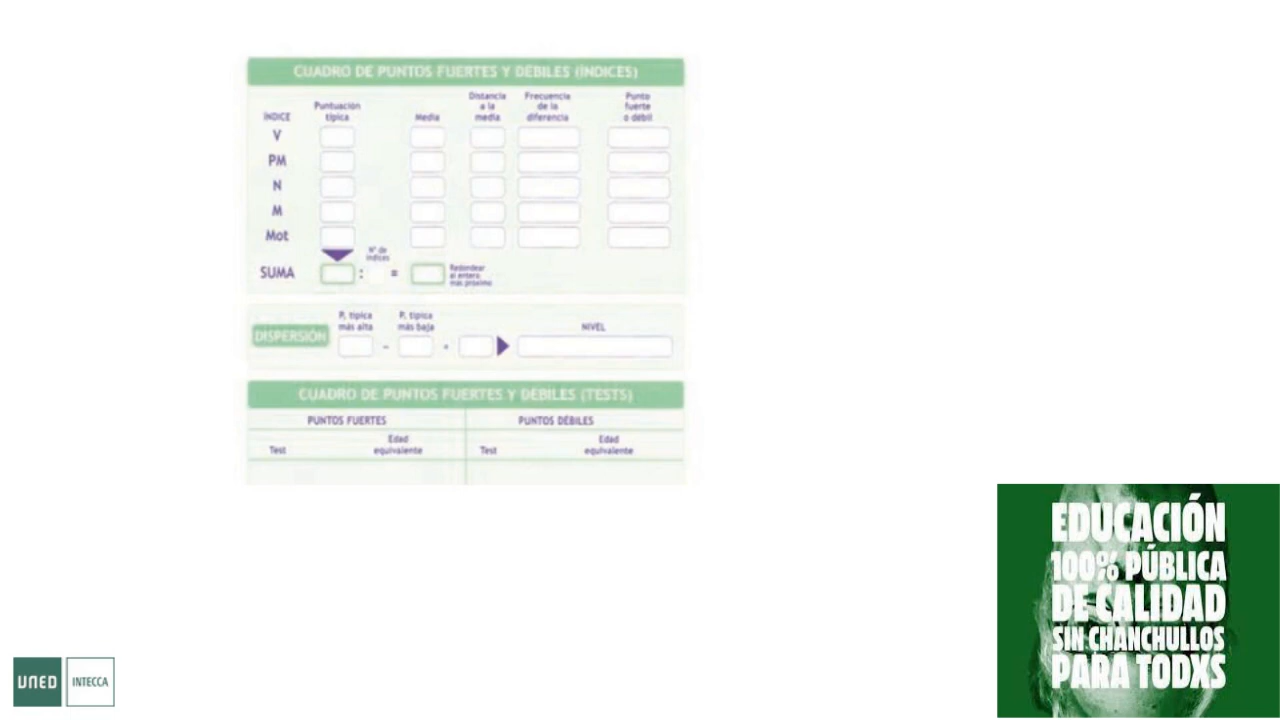 CUADRO DE PUNTOS FUERTES Y DÉBILES (ÍNDICES)
ÍNDICE
Puntuación
típica
Media
Distancia
a la
media
Frecuencia
de la
diferencia
Punto
fuerte
o débil
V
PM
N
M
Mot
SUMA
:
Nº de
índices
=
Redondear
al entero
más próximo
DISPERSIÓN
P. típica
más alta
-
P. típica
más baja
NIVEL
CUADRO DE PUNTOS FUERTES Y DÉBILES (TESTS)
PUNTOS FUERTES
PUNTOS DÉBILES
Test
Edad
equivalente
Test
Edad
equivalente
EDUCACIÓN
100% PÚBLICA
DE CALIDAD
SIN CHANCHULLOS
PARA TODXS
UNED
INTECCA